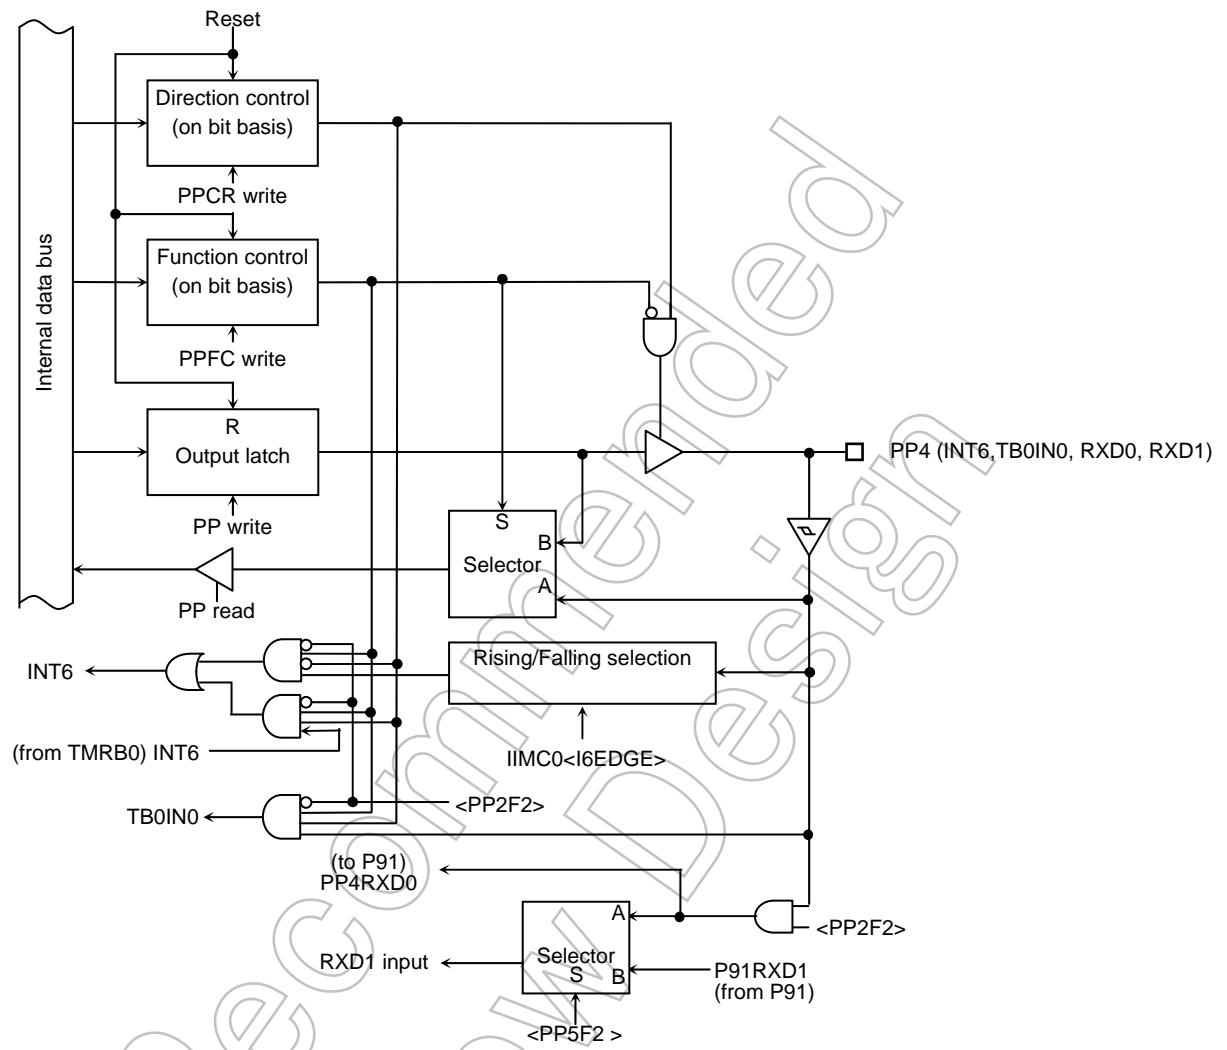 Reset
Direction control
(on bit basis)
PPCR write
Function control
(on bit basis)
PPFC write
Internal data bus
R
Output latch
PP write
PP4 (INT6,TB0IN0, RXD0, RXD1)
S
B
Selector
A
PP read
INT6
Rising/Falling selection
(from TMRB0) INT6
IIMC0<I6EDGE>
TB0IN0
<PP2F2>
(to P91)
PP4RXD0
A
<PP2F2>
RXD1 input
Selector
S
B
P91RXD1
(from P91)
<PP5F2 >
ecommended
w Design